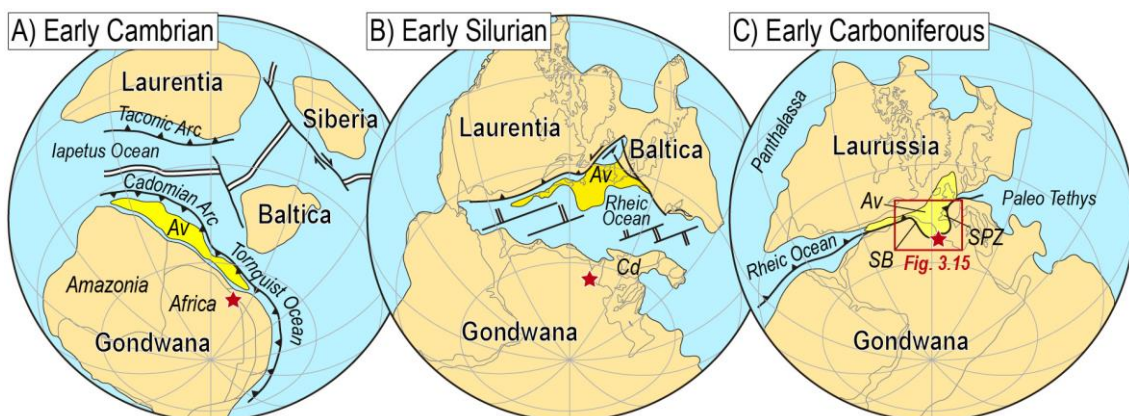 A) Early Cambrian
Laurentia
Taconic Arc
Siberia
Iapetus Ocean
Cadomian Arc
Baltica
Av
Tornquist Ocean
Amazonia
Africa
Gondwana
B) Early Silurian
Laurentia
Baltica
Av
Rheic
Ocean
Cd
Gondwana
C) Early Carboniferous
Panthalassa
Laurussia
Av
Paleo Tethys
SPZ
Rheic Ocean
SB
Fig. 3.15
Gondwana